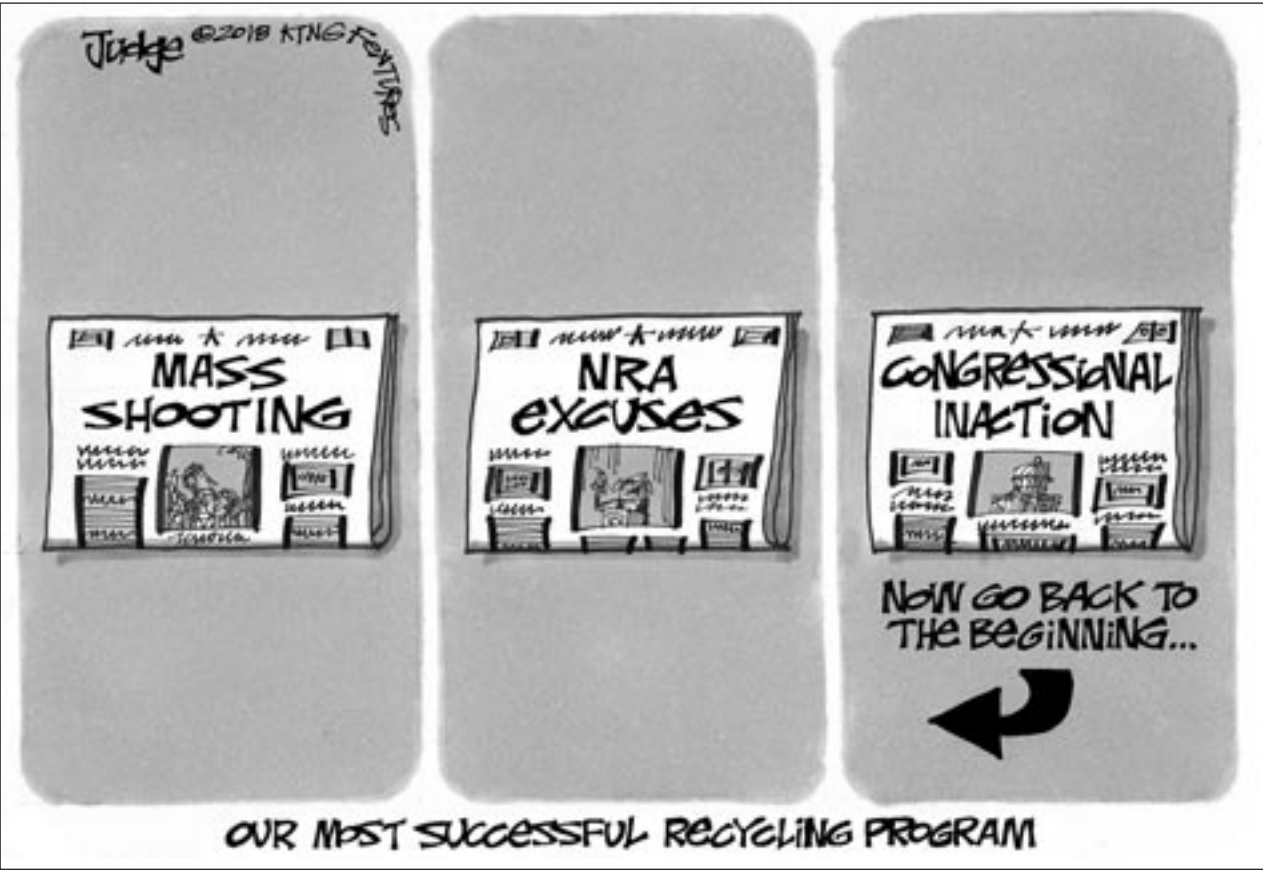 Judge ©2018 KING FEATURES
MASS
SHOOTING
NRA
EXCUSES
CONGRESSIONAL
INACTION
NOW GO BACK TO
THE BEGINNING...
OUR MOST SUCCESSFUL RECYCLING PROGRAM